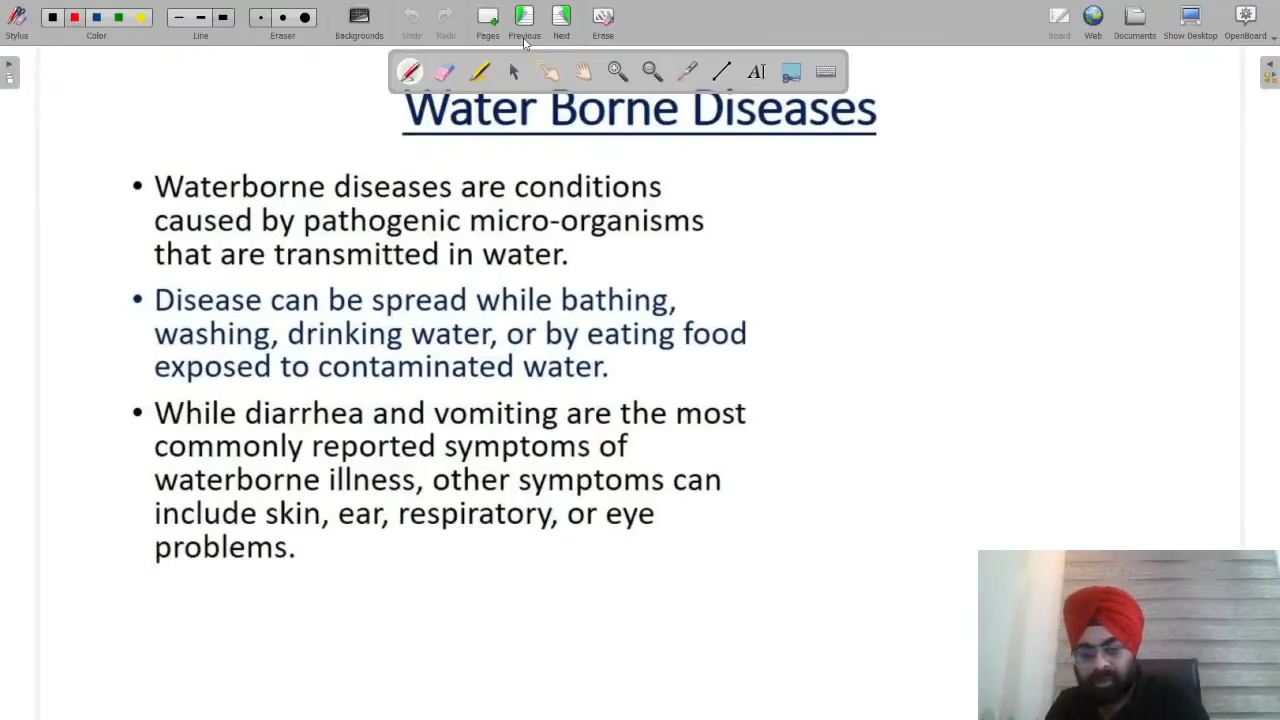 Stylus
Color
Line
Eraser
Backgrounds
Undo
Redo
Pages
Previous
Next
Erase
Board
Web
Documents
Show Desktop
OpenBoard
Water Borne Diseases
• Waterborne diseases are conditions
caused by pathogenic micro-organisms
that are transmitted in water.
• Disease can be spread while bathing,
washing, drinking water, or by eating food
exposed to contaminated water.
• While diarrhea and vomiting are the most
commonly reported symptoms of
waterborne illness, other symptoms can
include skin, ear, respiratory, or eye
problems.